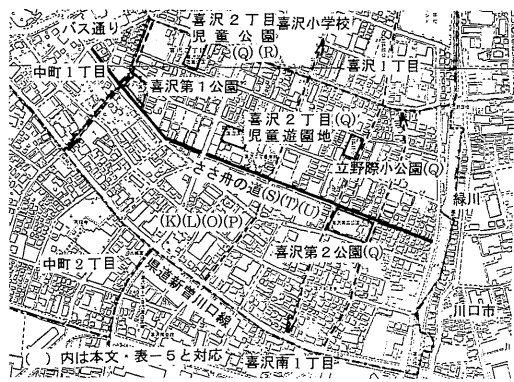 バス通り
喜沢2丁目
児童公園
(Q)(R)
喜沢小学校
喜沢1丁目
中町1丁目
喜沢第1公園
喜沢2丁目(Q)
児童遊園地
立野際小公園(Q)
ささ舟の道(S)(T)(U)
緑川
(K)(L)(O)(P)
喜沢第2公園(Q)
中町2丁目
県道新曽川口線
川口市
( )内は本文・表-5と対応
喜沢南1丁目